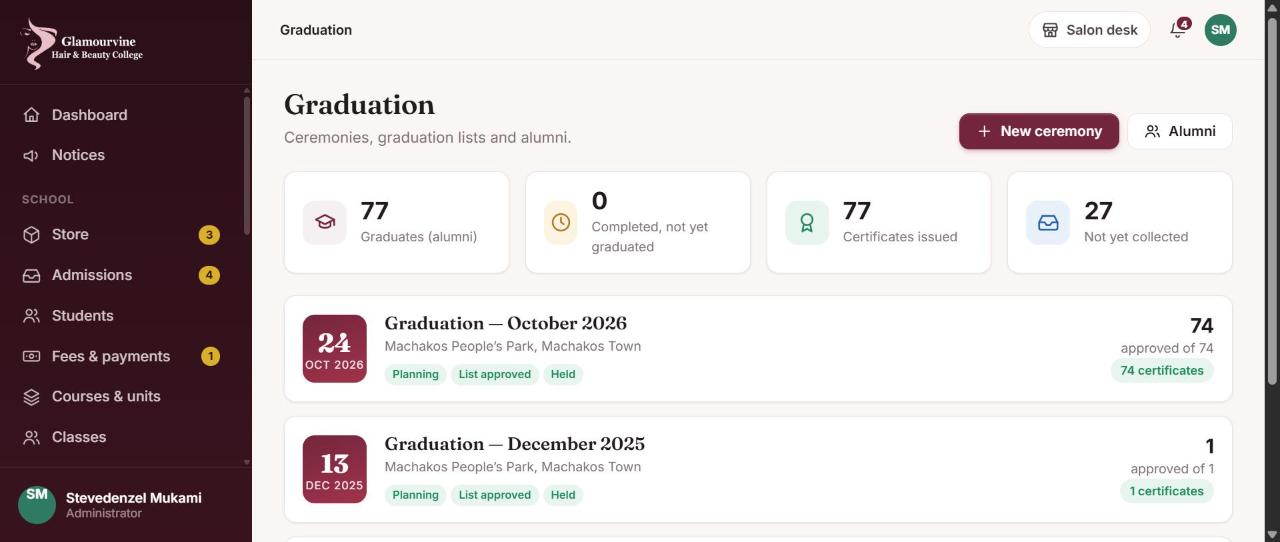 Glamourvine
Hair & Beauty College
Dashboard
Notices
SCHOOL
Store 3
Admissions 4
Students
Fees & payments 1
Courses & units
Classes
SM
Stevedenzel Mukami
Administrator
Graduation
Salon desk
4
SM
Graduation
Ceremonies, graduation lists and alumni.
+ New ceremony
Alumni
77
Graduates (alumni)
0
Completed, not yet
graduated
77
Certificates issued
27
Not yet collected
24
OCT 2026
Graduation — October 2026
Machakos People’s Park, Machakos Town
Planning List approved Held
74
approved of 74
74 certificates
13
DEC 2025
Graduation — December 2025
Machakos People’s Park, Machakos Town
Planning List approved Held
1
approved of 1
1 certificates